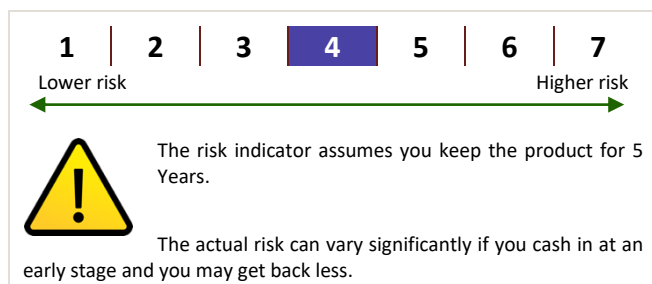 1 2 3 4 5 6 7
Lower risk Higher risk
The risk indicator assumes you keep the product for 5
Years.
The actual risk can vary significantly if you cash in at an
early stage and you may get back less.